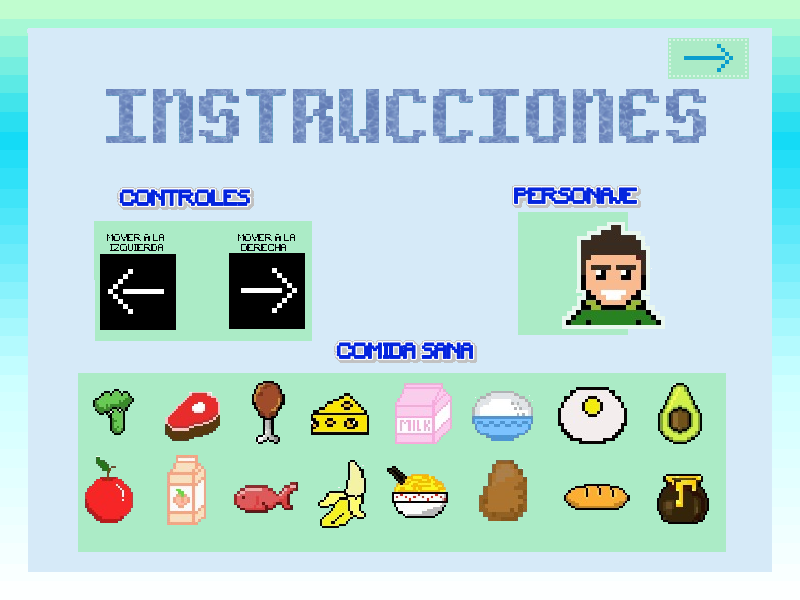 INSTRUCCIONES
CONTROLES
PERSONAJE
MOVER A LA
IZQUIERDA
MOVER A LA
DERECHA
COMIDA SANA
MILK